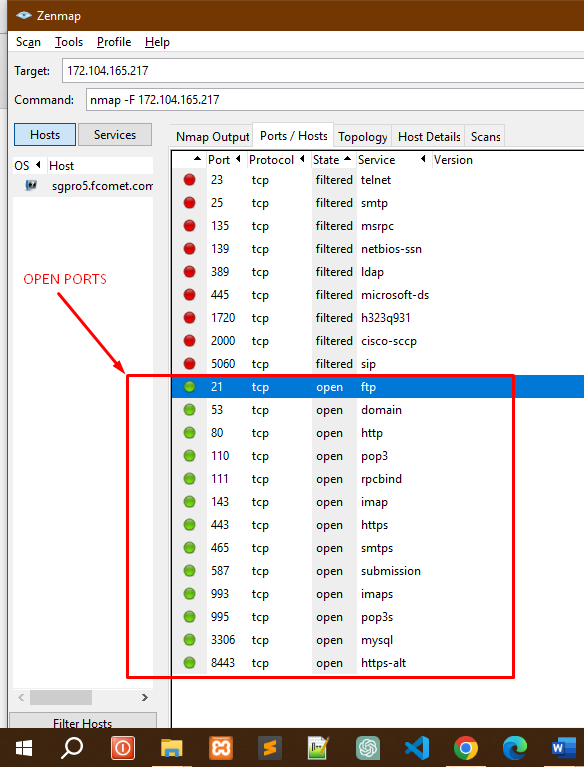 Zenmap
Scan Tools Profile Help
Target: 172.104.165.217
Command: nmap -F 172.104.165.217
Hosts Services
Nmap Output Ports / Hosts Topology Host Details Scans
OS Host
sgpro5.fcomet.com
Port Protocol State Service Version
23 tcp filtered telnet
25 tcp filtered smtp
135 tcp filtered msrpc
139 tcp filtered netbios-ssn
389 tcp filtered ldap
445 tcp filtered microsoft-ds
1720 tcp filtered h323q931
2000 tcp filtered cisco-sccp
5060 tcp filtered sip
OPEN PORTS
21 tcp open ftp
53 tcp open domain
80 tcp open http
110 tcp open pop3
111 tcp open rpcbind
143 tcp open imap
443 tcp open https
465 tcp open smtps
587 tcp open submission
993 tcp open imaps
995 tcp open pop3s
3306 tcp open mysql
8443 tcp open https-alt
Filter Hosts